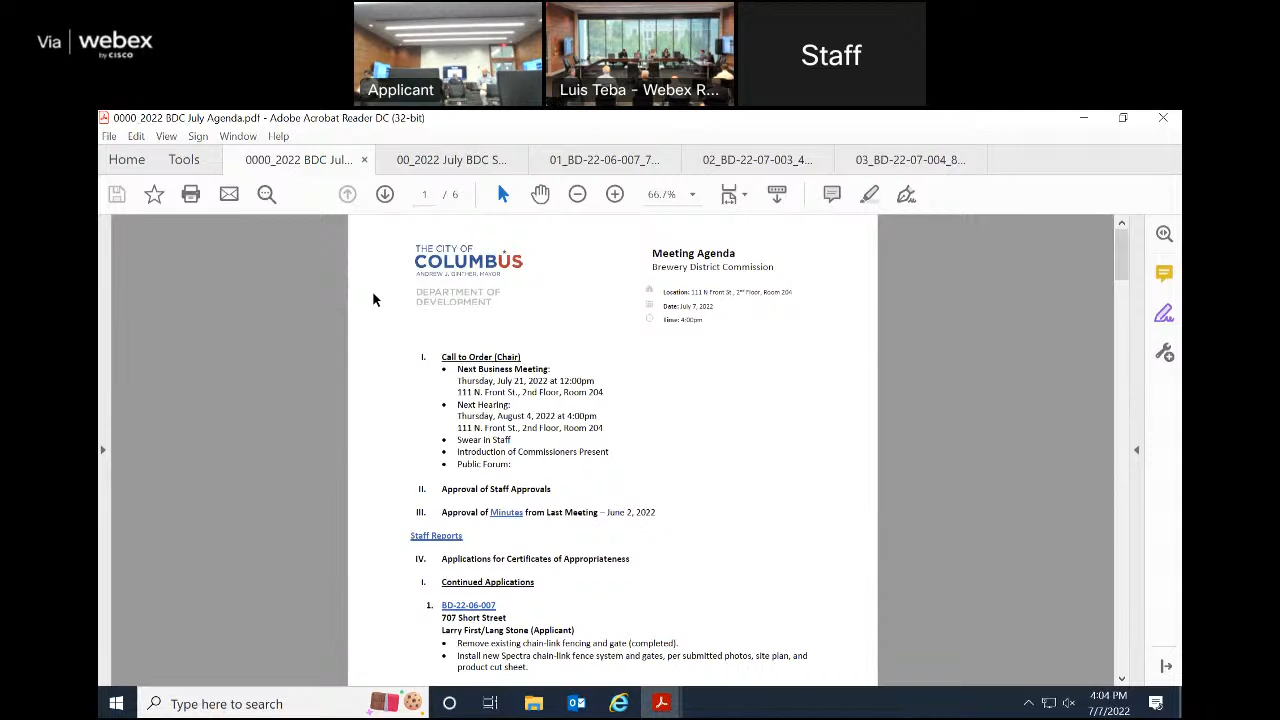 Via webex
by CISCO
Applicant
Luis Teba - Webex R...
Staff
0000_2022 BDC July Agenda.pdf - Adobe Acrobat Reader DC (32-bit)
File Edit View Sign Window Help
Home Tools 0000_2022 BDC Jul... × 00_2022 July BDC S... 01_BD-22-06-007_7... 02_BD-22-07-003_4... 03_BD-22-07-004_8...
1 / 6 66.7%
THE CITY OF
COLUMBUS
ANDREW J. GINTHER, MAYOR
DEPARTMENT OF
DEVELOPMENT
Meeting Agenda
Brewery District Commission
Location: 111 N Front St., 2nd Floor, Room 204
Date: July 7, 2022
Time: 4:00pm
I. Call to Order (Chair)
• Next Business Meeting:
Thursday, July 21, 2022 at 12:00pm
111 N. Front St., 2nd Floor, Room 204
• Next Hearing:
Thursday, August 4, 2022 at 4:00pm
111 N. Front St., 2nd Floor, Room 204
• Swear in Staff
• Introduction of Commissioners Present
• Public Forum:
II. Approval of Staff Approvals
III. Approval of Minutes from Last Meeting – June 2, 2022
Staff Reports
IV. Applications for Certificates of Appropriateness
I. Continued Applications
1. BD-22-06-007
707 Short Street
Larry First/Lang Stone (Applicant)
• Remove existing chain-link fencing and gate (completed).
• Install new Spectra chain-link fence system and gates, per submitted photos, site plan, and
product cut sheet.
Type here to search
4:04 PM
7/7/2022